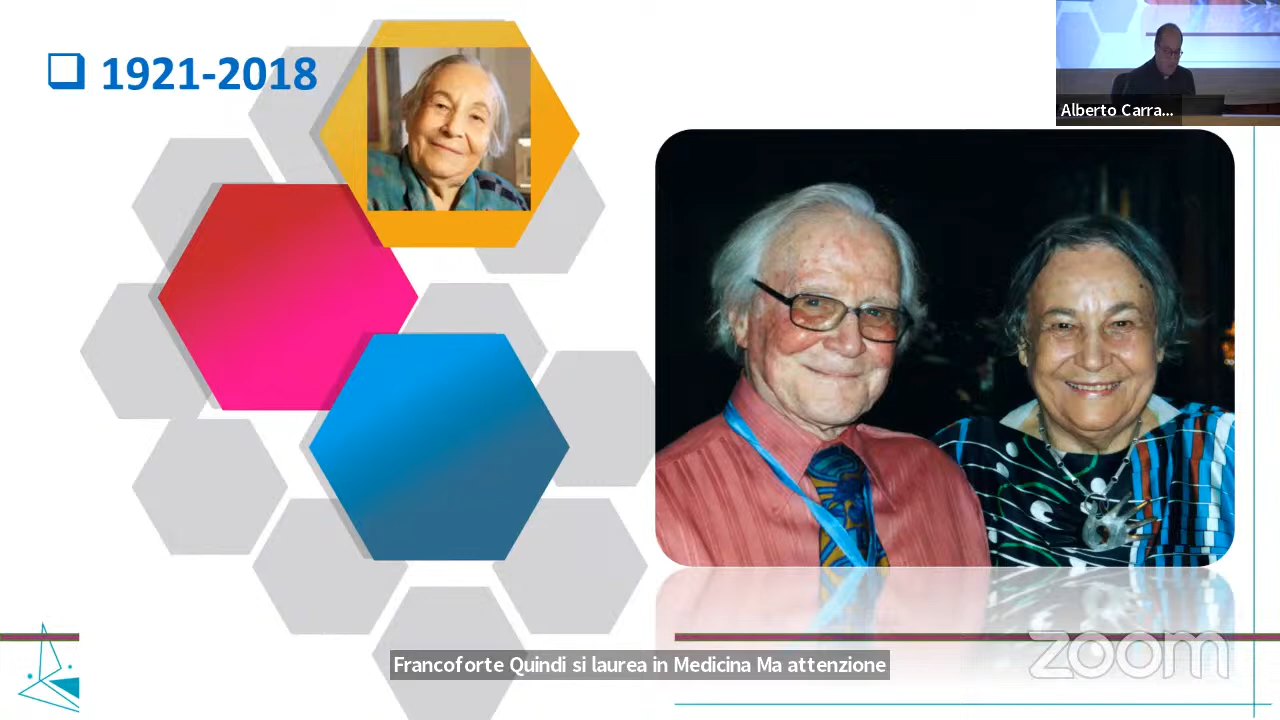 ❑ 1921-2018
Alberto Carra...
zoom
Francoforte Quindi si laurea in Medicina Ma attenzione